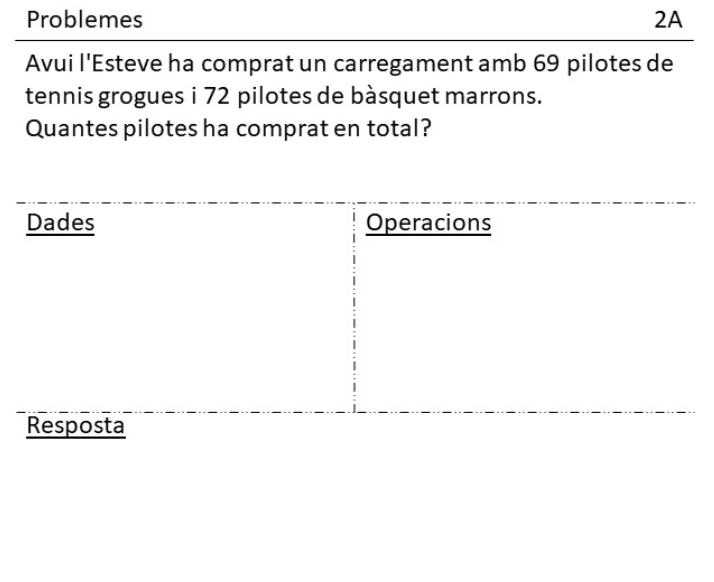 Problemes 2A
Avui l'Esteve ha comprat un carregament amb 69 pilotes de
tennis grogues i 72 pilotes de bàsquet marrons.
Quantes pilotes ha comprat en total?
Dades
Operacions
Resposta